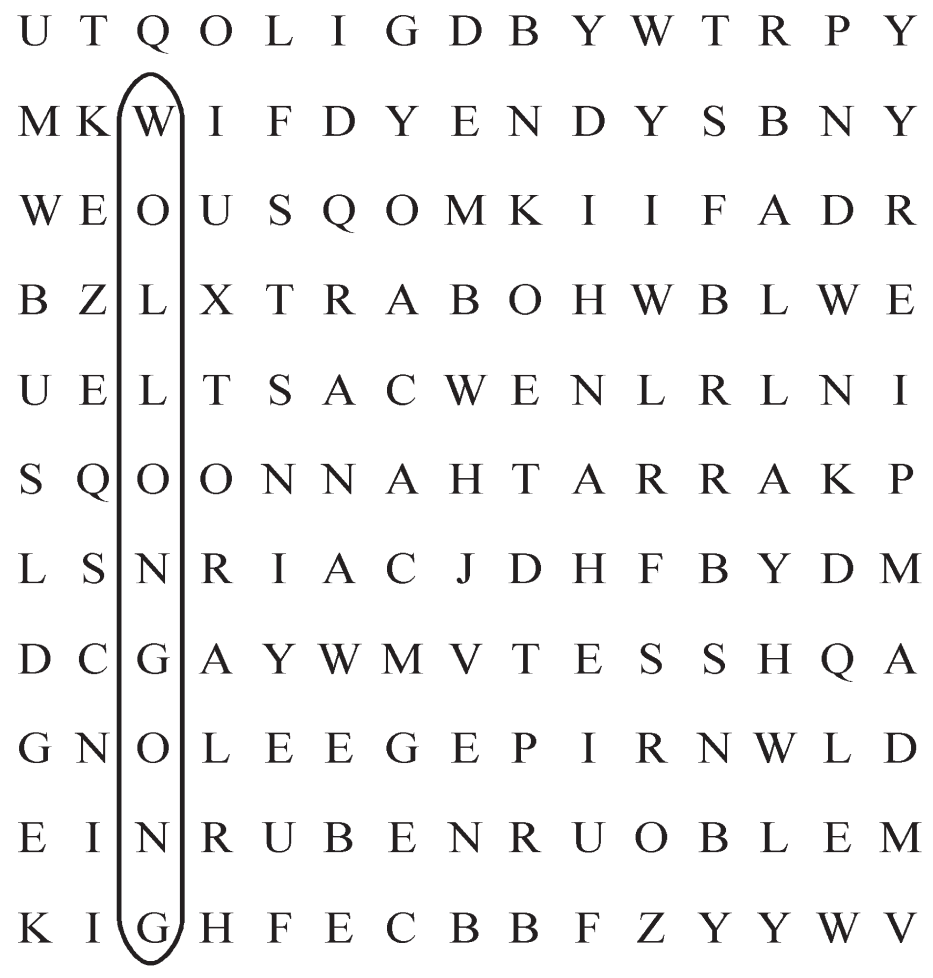 U T Q O L I G D B Y W T R P Y
M K W I F D Y E N D Y S B N Y
W E O U S Q O M K I I F A D R
B Z L X T R A B O H W B L W E
U E L T S A C W E N L R L N I
S Q O O N N A H T A R R A K P
L S N R I A C J D H F B Y D M
D C G A Y W M V T E S S H Q A
G N O L E E G E P I R N W L D
E I N R U B E N R U O B L E M
K I G H F E C B B F Z Y Y W V